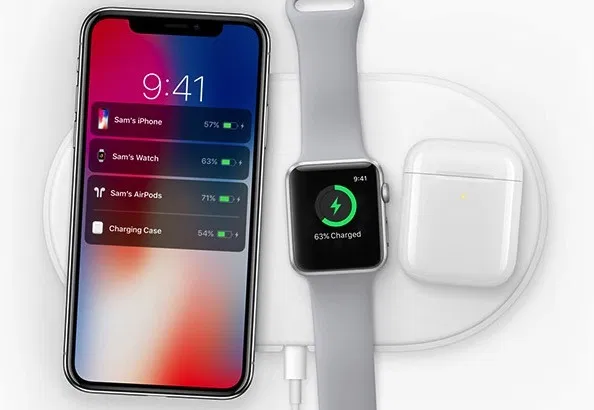 9:41
Sam's iPhone 57%
Sam's Watch 63%
Sam's AirPods 71%
Charging Case 54%
9:41
63% Charged